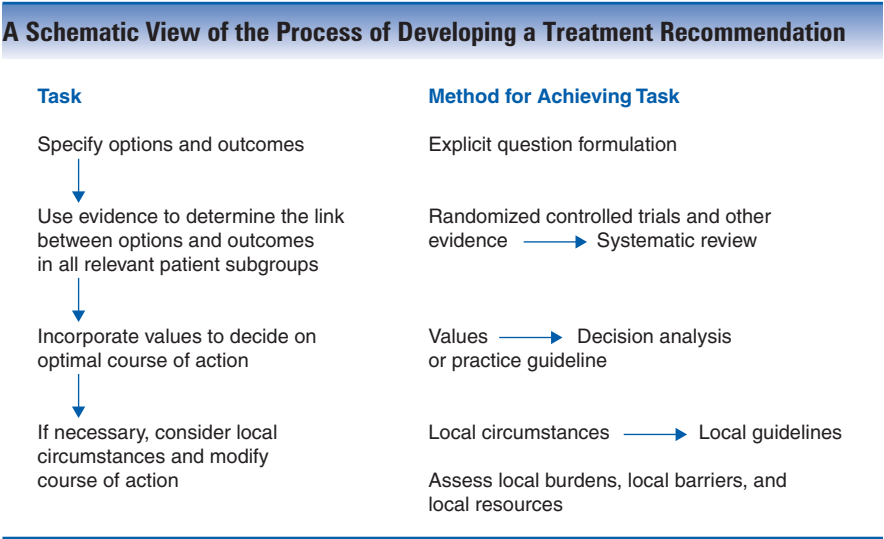 A Schematic View of the Process of Developing a Treatment Recommendation
Task
Method for Achieving Task
Specify options and outcomes
Explicit question formulation
Use evidence to determine the link
between options and outcomes
in all relevant patient subgroups
Randomized controlled trials and other
evidence Systematic review
Incorporate values to decide on
optimal course of action
Values Decision analysis
or practice guideline
If necessary, consider local
circumstances and modify
course of action
Local circumstances Local guidelines
Assess local burdens, local barriers, and
local resources